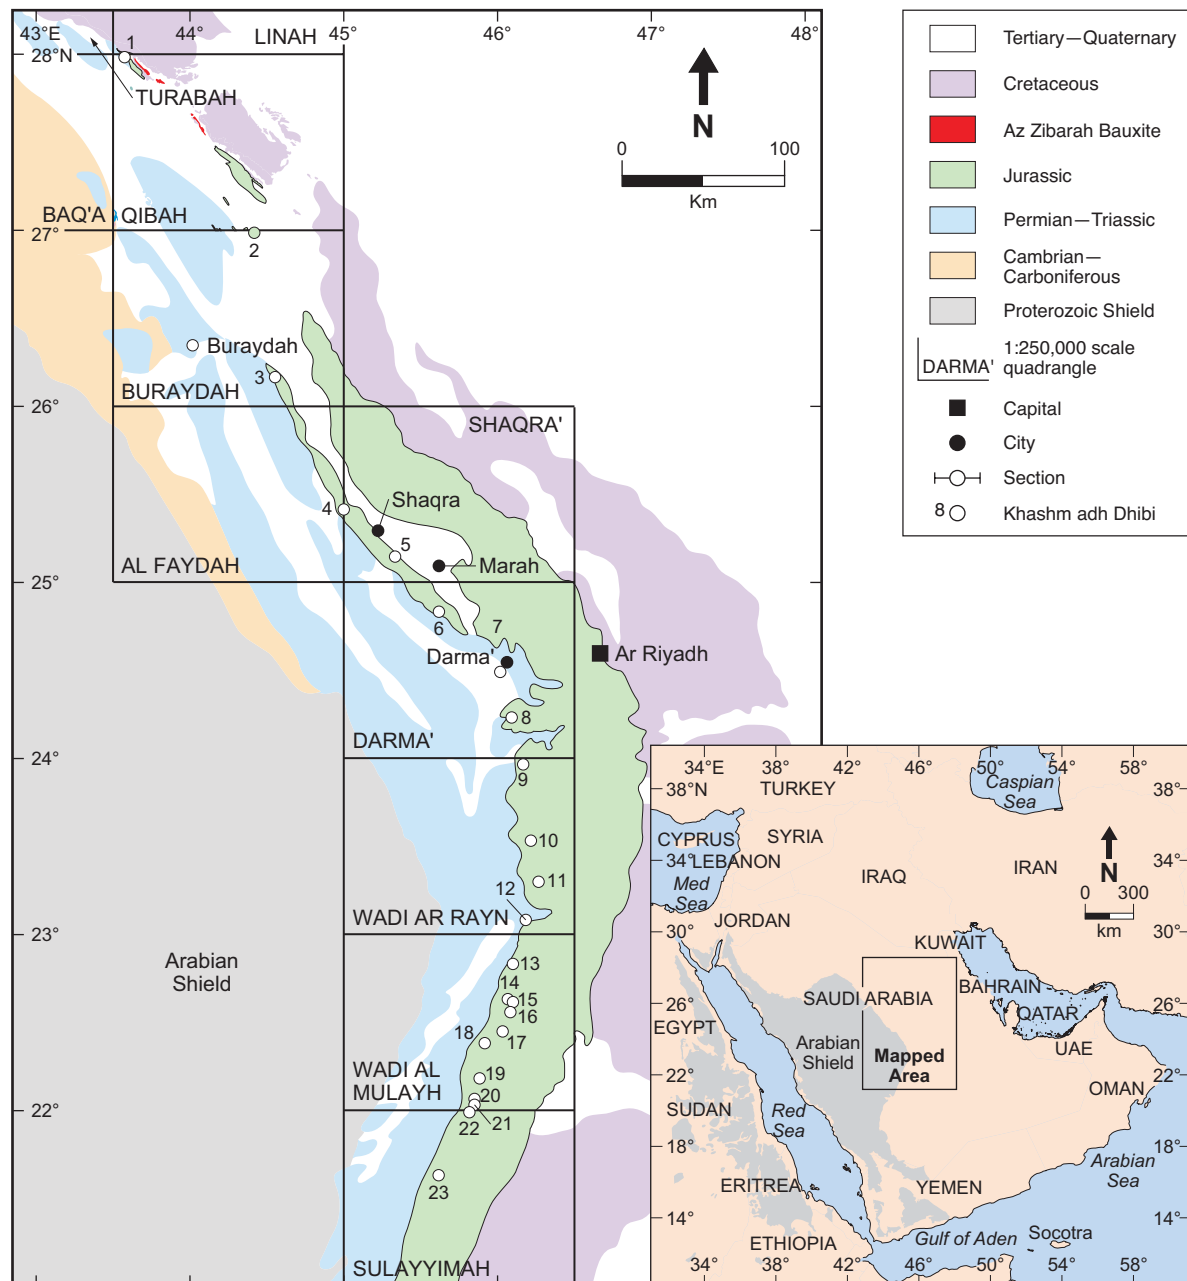 43°E 44° 45° 46° 47° 48°
28°N
27°
26°
25°
24°
23°
22°
LINAH
TURABAH
BAQ'A
QIBAH
BURAYDAH
SHAQRA'
AL FAYDAH
DARMA'
WADI AR RAYN
WADI AL
MULAYH
SULAYYIMAH
Buraydah
Shaqra
Marah
Darma'
Ar Riyadh
Arabian
Shield
1
2
3
4
5
6
7
8
9
10
11
12
13
14
15
16
17
18
19
20
21
22
23
N
0 100
Km
Tertiary—Quaternary
Cretaceous
Az Zibarah Bauxite
Jurassic
Permian—Triassic
Cambrian—
Carboniferous
Proterozoic Shield
DARMA'
1:250,000 scale
quadrangle
Capital
City
Section
8 Khashm adh Dhibi
34°E 38° 42° 46° 50° 54° 58°
38°N 38°
34° 34°
30° 30°
26° 26°
22° 22°
18° 18°
14° 14°
34° 38° 42° 46° 50° 54° 58°
TURKEY
Caspian
Sea
CYPRUS
SYRIA
LEBANON
IRAQ
IRAN
Med
Sea
JORDAN
KUWAIT
BAHRAIN
QATAR
SAUDI ARABIA
EGYPT
Arabian
Shield
Mapped
Area
UAE
OMAN
SUDAN
Red
Sea
ERITREA
YEMEN
Arabian
Sea
ETHIOPIA
Gulf of Aden
Socotra
N
0 300
km